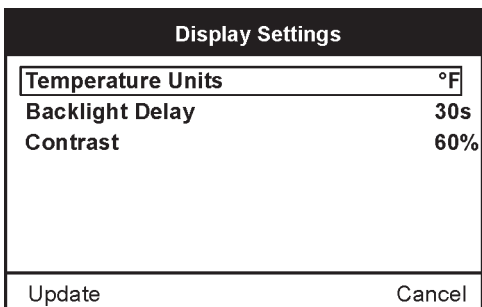 Display Settings
Temperature Units °F
Backlight Delay 30s
Contrast 60%
Update Cancel